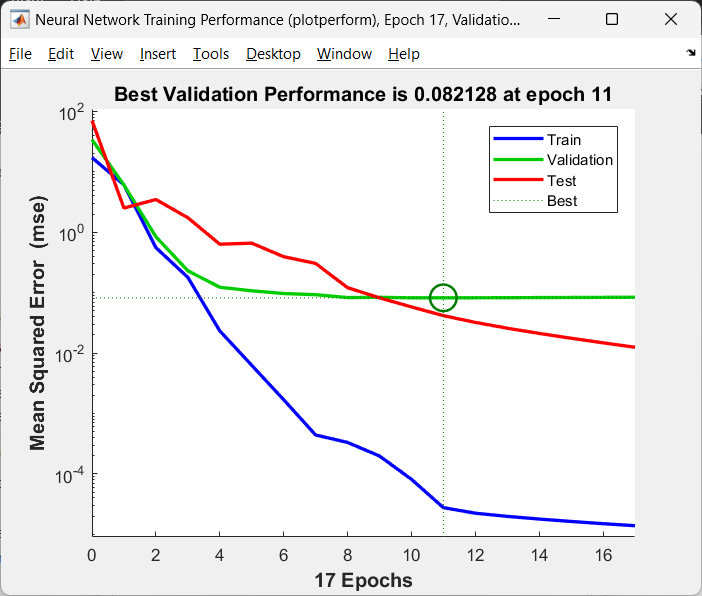 Neural Network Training Performance (plotperform), Epoch 17, Validatio...
File Edit View Insert Tools Desktop Window Help
Best Validation Performance is 0.082128 at epoch 11
Mean Squared Error (mse)
10^2
10^0
10^-2
10^-4
Train
Validation
Test
Best
0 2 4 6 8 10 12 14 16
17 Epochs